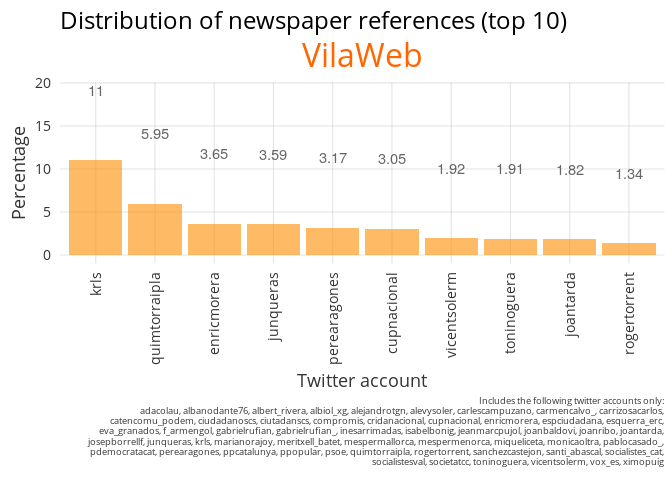 Distribution of newspaper references (top 10)
VilaWeb
20
15
10
5
0
Percentage
11
5.95
3.65
3.59
3.17
3.05
1.92
1.91
1.82
1.34
krls
quimtorraipla
enricmorera
junqueras
perearagones
cupnacional
vicentsolerm
toninoguera
joantarda
rogertorrent
Twitter account
Includes the following twitter accounts only:
adacolau, albanodante76, albert_rivera, albiol_xg, alejandrotgn, alevysoler, carlescampuzano, carmencalvo_, carrizosacarlos,
catencomu_podem, ciudadanoscs, ciutadanscs, compromis, cridanacional, cupnacional, enricmorera, espciudadana, esquerra_erc,
eva_granados, f_armengol, gabrielrufian, gabrielrufian_, inesarrimadas, isabelbonig, jeanmarcpujol, joanbaldovi, joanribo, joantarda,
josepborrellf, junqueras, krls, marianorajoy, meritxell_batet, mespermallorca, mespermenorca, miqueliceta, monicaoltra, pablocasado_,
pdemocratacat, perearagones, ppcatalunya, ppopular, psoe, quimtorraipla, rogertorrent, sanchezcastejon, santi_abascal, socialistes_cat,
socialistesval, societatcc, toninoguera, vicentsolerm, vox_es, ximopuig